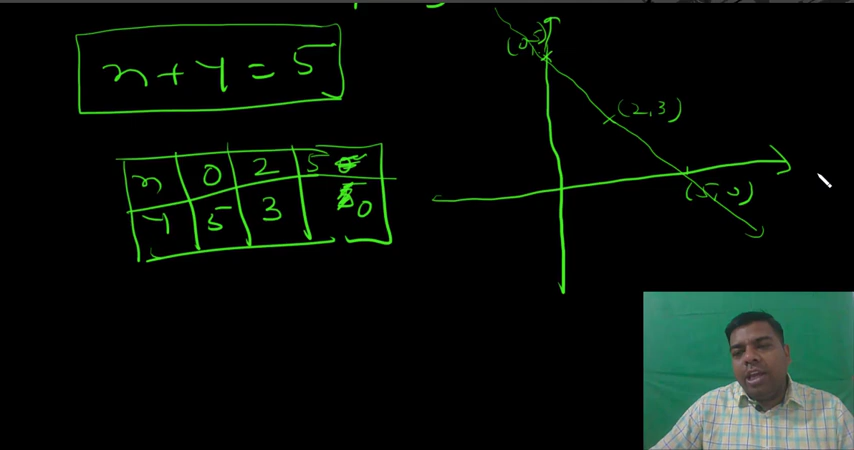 x + y = 5
(0,5)
(2,3)
x 0 2 5
(5,0)
y 5 3 0